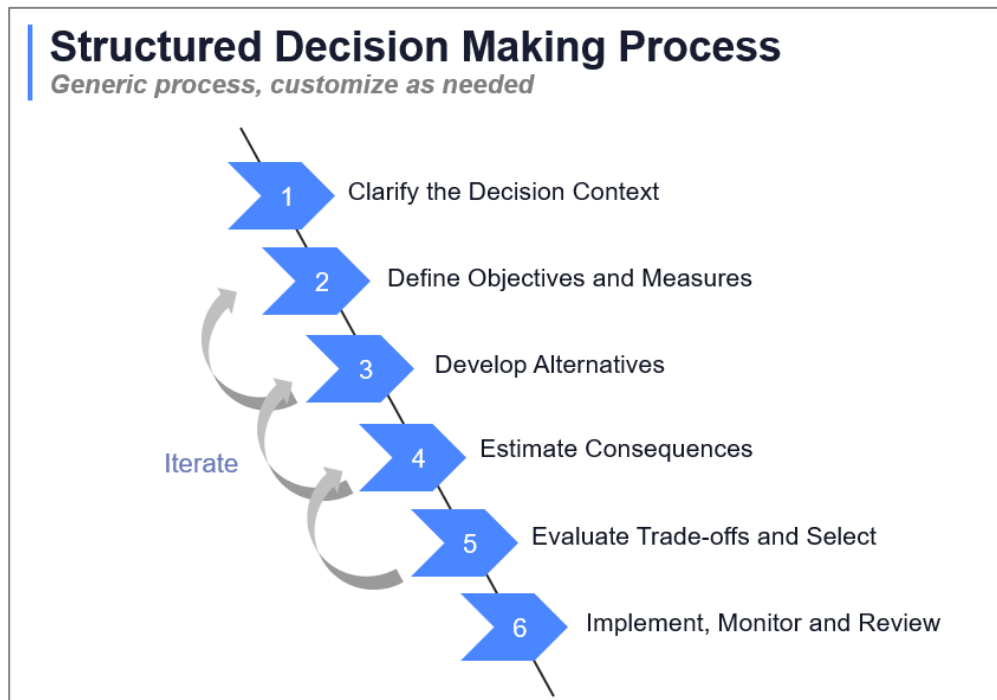 Structured Decision Making Process
Generic process, customize as needed
1 Clarify the Decision Context
2 Define Objectives and Measures
3 Develop Alternatives
4 Estimate Consequences
Iterate
5 Evaluate Trade-offs and Select
6 Implement, Monitor and Review